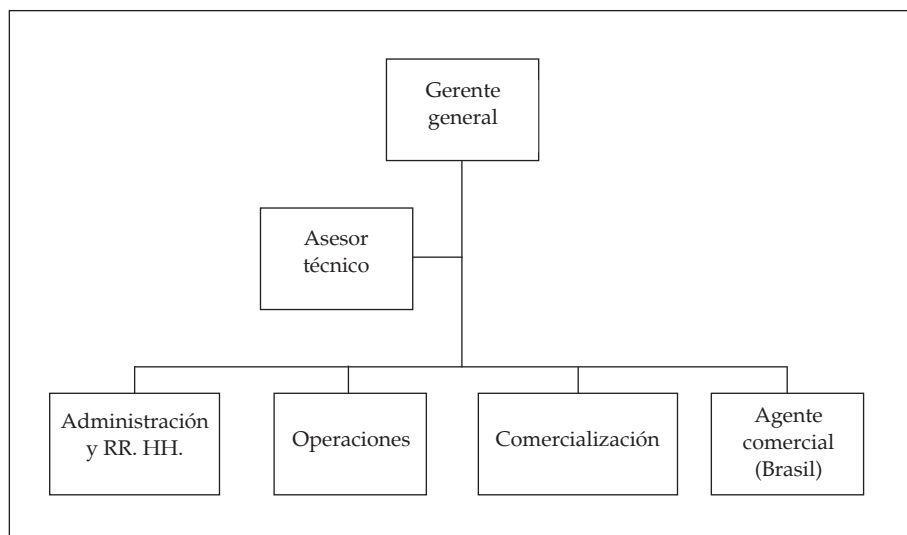 Gerente
general
Asesor
técnico
Administración
y RR. HH.
Operaciones
Comercialización
Agente
comercial
(Brasil)